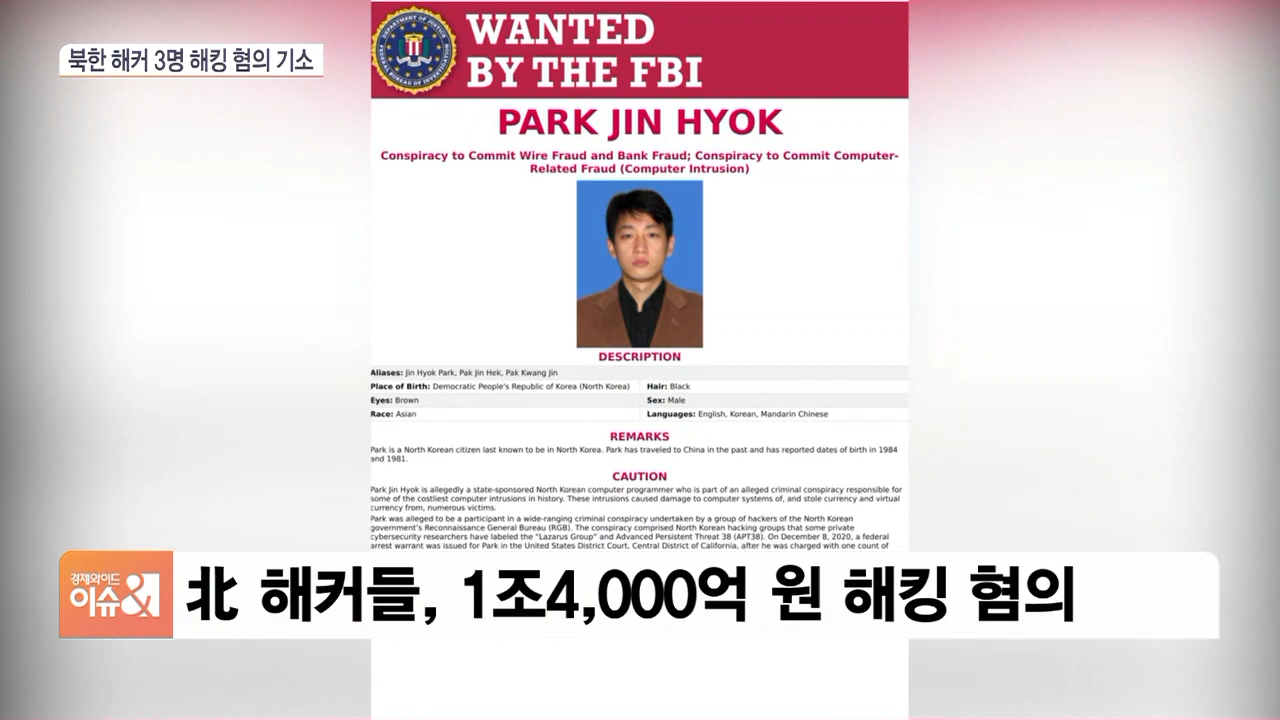 북한 해커 3명 해킹 혐의 기소
WANTED
BY THE FBI
PARK JIN HYOK
Conspiracy to Commit Wire Fraud and Bank Fraud; Conspiracy to Commit Computer-
Related Fraud (Computer Intrusion)
DESCRIPTION
Aliases: Jin Hyok Park, Pak Jin Hek, Pak Kwang Jin
Place of Birth: Democratic People's Republic of Korea (North Korea) Hair: Black
Eyes: Brown Sex: Male
Race: Asian Languages: English, Korean, Mandarin Chinese
REMARKS
Park is a North Korean citizen last known to be in North Korea. Park has traveled to China in the past and has reported dates of birth in 1984
and 1981.
CAUTION
Park Jin Hyok is allegedly a state-sponsored North Korean computer programmer who is part of an alleged criminal conspiracy responsible for
some of the costliest computer intrusions in history. These intrusions caused damage to computer systems of, and stole currency and virtual
currency from, numerous victims.
Park was alleged to be a participant in a wide-ranging criminal conspiracy undertaken by a group of hackers of the North Korean
government's Reconnaissance General Bureau (RGB). The conspiracy comprised North Korean hacking groups that some private
cybersecurity researchers have labeled the "Lazarus Group" and Advanced Persistent Threat 38 (APT38). On December 8, 2020, a federal
arrest warrant was issued for Park in the United States District Court, Central District of California, after he was charged with one count of
경제와이드
이슈&
北 해커들, 1조4,000억 원 해킹 혐의